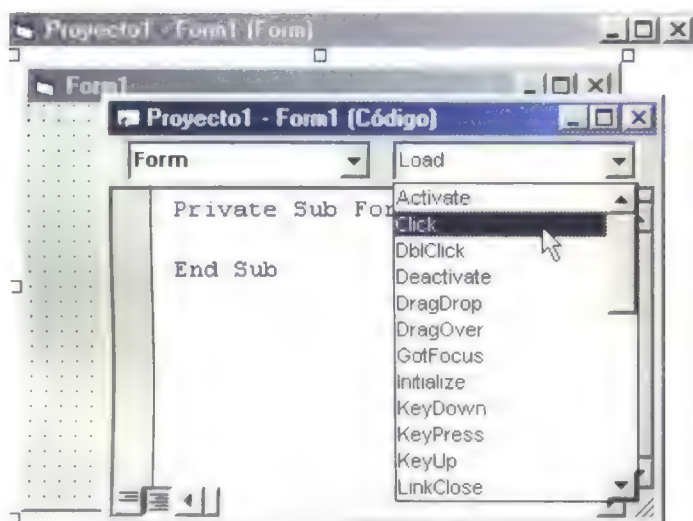 Proyecto1 - Form1 (Form)
Form1
Proyecto1 - Form1 (Código)
Form
Load
Private Sub For
End Sub
Activate
Click
DblClick
Deactivate
DragDrop
DragOver
GotFocus
Initialize
KeyDown
KeyPress
KeyUp
LinkClose